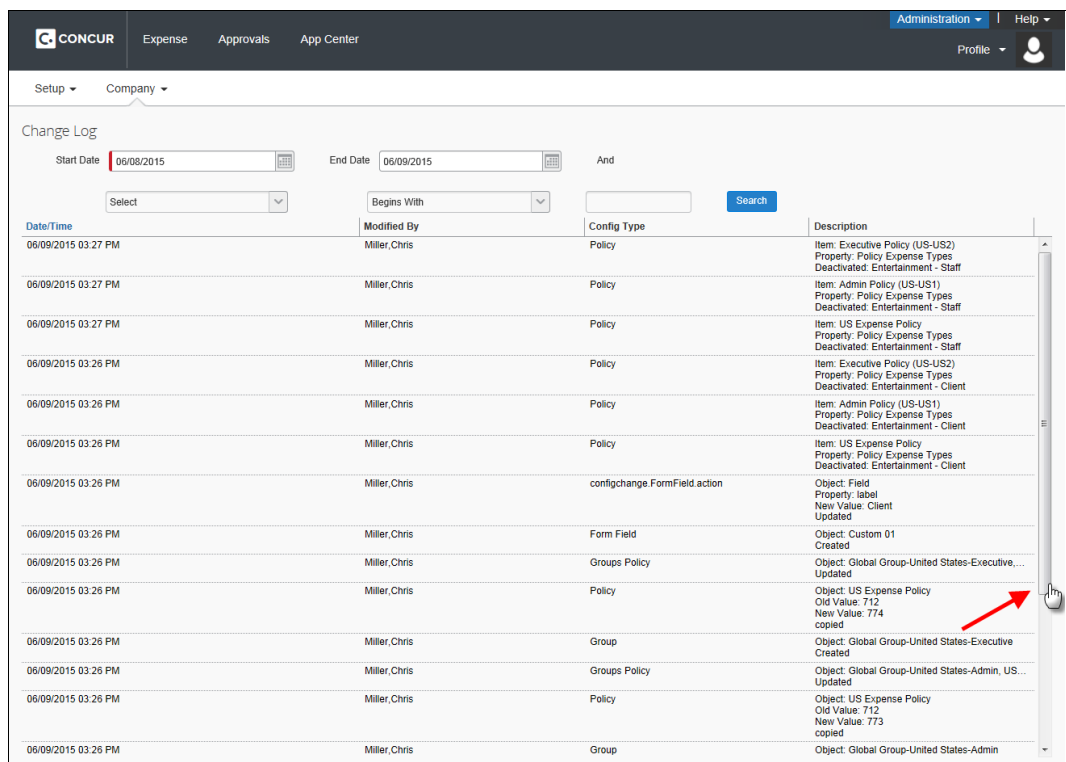 Administration | Help
C. CONCUR Expense Approvals App Center
Profile
Setup Company
Change Log
Start Date 06/08/2015 End Date 06/09/2015 And
Select Begins With Search
Date/Time Modified By Config Type Description
06/09/2015 03:27 PM Miller,Chris Policy Item: Executive Policy (US-US2)
Property: Policy Expense Types
Deactivated: Entertainment - Staff
06/09/2015 03:27 PM Miller,Chris Policy Item: Admin Policy (US-US1)
Property: Policy Expense Types
Deactivated: Entertainment - Staff
06/09/2015 03:27 PM Miller,Chris Policy Item: US Expense Policy
Property: Policy Expense Types
Deactivated: Entertainment - Staff
06/09/2015 03:26 PM Miller,Chris Policy Item: Executive Policy (US-US2)
Property: Policy Expense Types
Deactivated: Entertainment - Client
06/09/2015 03:26 PM Miller,Chris Policy Item: Admin Policy (US-US1)
Property: Policy Expense Types
Deactivated: Entertainment - Client
06/09/2015 03:26 PM Miller,Chris Policy Item: US Expense Policy
Property: Policy Expense Types
Deactivated: Entertainment - Client
06/09/2015 03:26 PM Miller,Chris configchange.FormField.action Object: Field
Property: label
New Value: Client
Updated
06/09/2015 03:26 PM Miller,Chris Form Field Object: Custom 01
Created
06/09/2015 03:26 PM Miller,Chris Groups Policy Object: Global Group-United States-Executive,...
Updated
06/09/2015 03:26 PM Miller,Chris Policy Object: US Expense Policy
Old Value: 712
New Value: 774
copied
06/09/2015 03:26 PM Miller,Chris Group Object: Global Group-United States-Executive
Created
06/09/2015 03:26 PM Miller,Chris Groups Policy Object: Global Group-United States-Admin, US...
Updated
06/09/2015 03:26 PM Miller,Chris Policy Object: US Expense Policy
Old Value: 712
New Value: 773
copied
06/09/2015 03:26 PM Miller,Chris Group Object: Global Group-United States-Admin